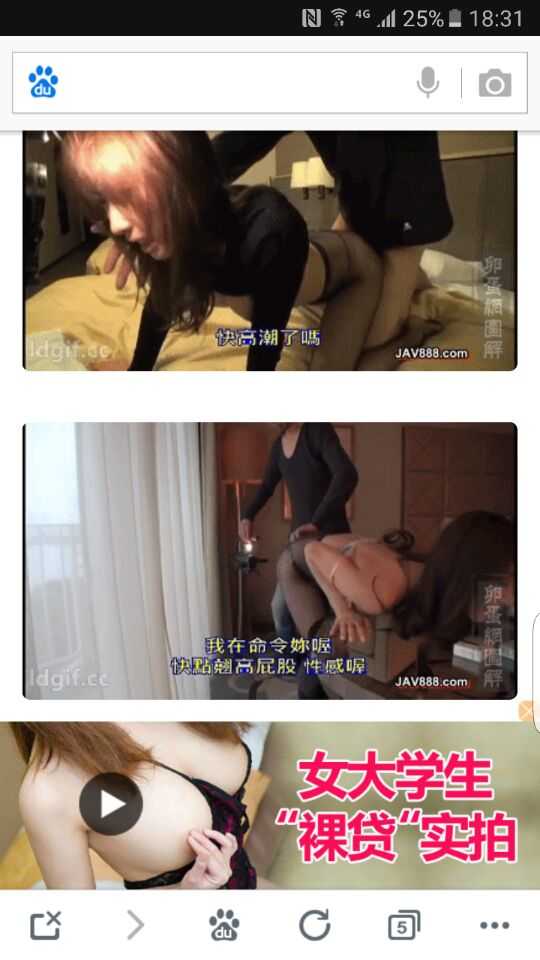 4G 25% 18:31
du
快高潮了嗎
ldgif.cc
JAV888.com
卵蛋網圖解
我在命令妳喔
快點翹高屁股 性感喔
ldgif.cc
JAV888.com
卵蛋網圖解
女大学生
“裸贷“实拍
du
5